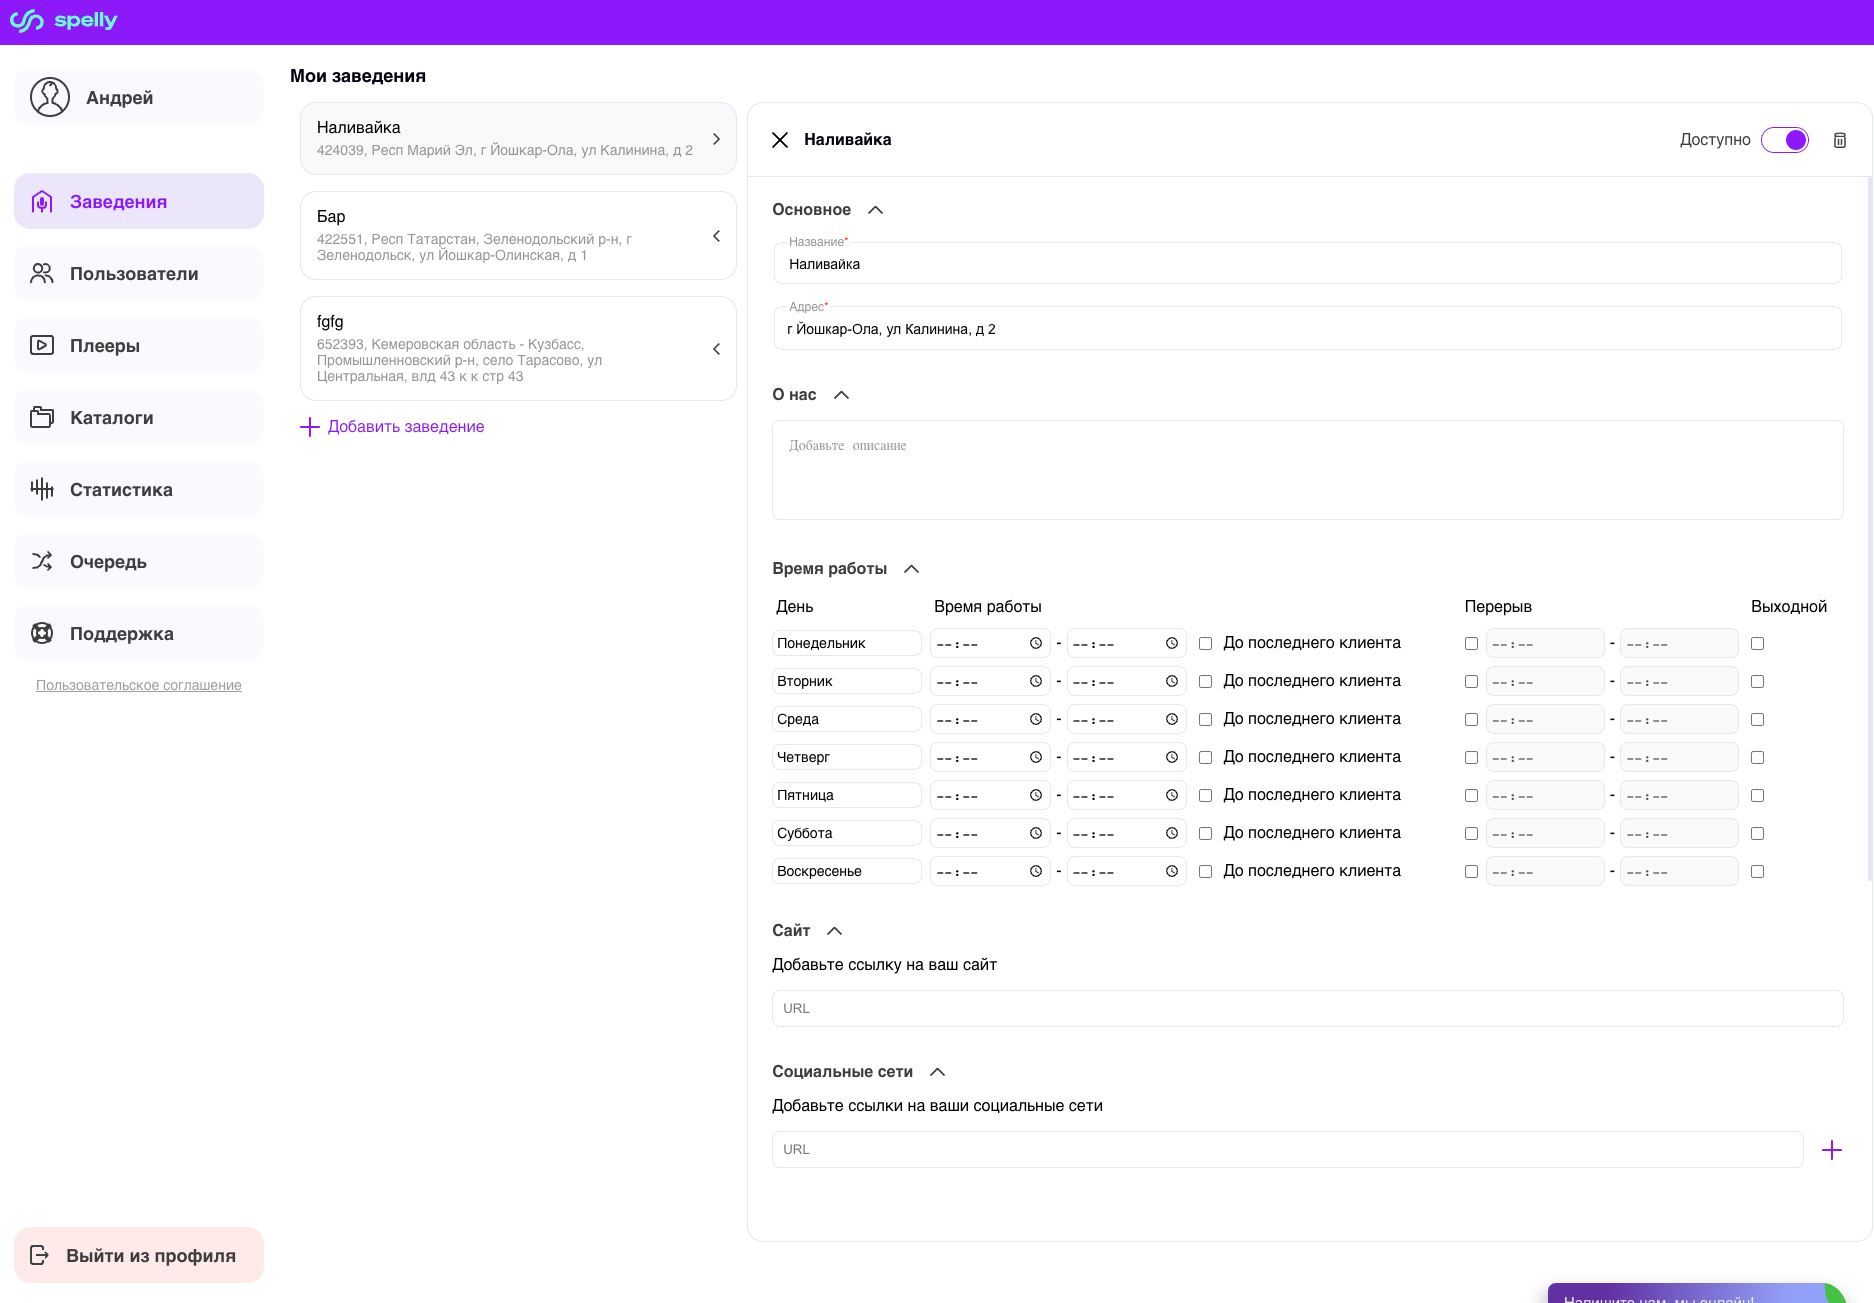 spelly
Андрей
Заведения
Пользователи
Плееры
Каталоги
Статистика
Очередь
Поддержка
Пользовательское соглашение
Выйти из профиля
Мои заведения
Наливайка
424039, Респ Марий Эл, г Йошкар-Ола, ул Калинина, д 2
Бар
422551, Респ Татарстан, Зеленодольский р-н, г
Зеленодольск, ул Йошкар-Олинская, д 1
fgfg
652393, Кемеровская область - Кузбасс,
Промышленновский р-н, село Тарасово, ул
Центральная, влд 43 к к стр 43
Добавить заведение
Наливайка
Доступно
Основное
Название*
Наливайка
Адрес*
г Йошкар-Ола, ул Калинина, д 2
О нас
Добавьте описание
Время работы
День Время работы Перерыв Выходной
Понедельник --:-- - --:-- До последнего клиента --:-- - --:--
Вторник --:-- - --:-- До последнего клиента --:-- - --:--
Среда --:-- - --:-- До последнего клиента --:-- - --:--
Четверг --:-- - --:-- До последнего клиента --:-- - --:--
Пятница --:-- - --:-- До последнего клиента --:-- - --:--
Суббота --:-- - --:-- До последнего клиента --:-- - --:--
Воскресенье --:-- - --:-- До последнего клиента --:-- - --:--
Сайт
Добавьте ссылку на ваш сайт
URL
Социальные сети
Добавьте ссылки на ваши социальные сети
URL
Напишите нам, мы онлайн!